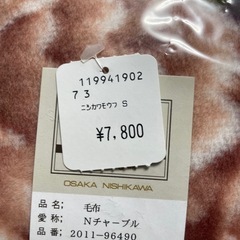 119941902
73
ニシカワモウフ S
¥7,800
OSAKA NISHIKAWA
品 名 毛布
愛 称 Nチャーブル
品 番 2011-96490